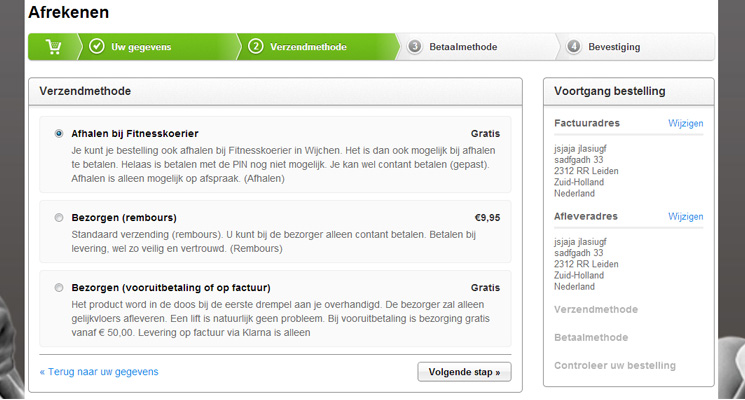 Afrekenen
Uw gegevens
2 Verzendmethode
3 Betaalmethode
4 Bevestiging
Verzendmethode
Afhalen bij Fitnesskoerier Gratis
Je kunt je bestelling ook afhalen bij Fitnesskoerier in Wijchen. Het is dan ook mogelijk bij afhalen
te betalen. Helaas is betalen met de PIN nog niet mogelijk. Je kan wel contant betalen (gepast).
Afhalen is alleen mogelijk op afspraak. (Afhalen)
Bezorgen (rembours) €9,95
Standaard verzending (rembours). U kunt bij de bezorger alleen contant betalen. Betalen bij
levering, wel zo veilig en vertrouwd. (Rembours)
Bezorgen (vooruitbetaling of op factuur) Gratis
Het product word in de doos bij de eerste drempel aan je overhandigd. De bezorger zal alleen
gelijkvloers afleveren. Een lift is natuurlijk geen probleem. Bij vooruitbetaling is bezorging gratis
vanaf € 50,00. Levering op factuur via Klarna is alleen
« Terug naar uw gegevens
Volgende stap »
Voortgang bestelling
Factuuradres Wijzigen
jsjaja jlasiugf
sadfgadh 33
2312 RR Leiden
Zuid-Holland
Nederland
Afleveradres Wijzigen
jsjaja jlasiugf
sadfgadh 33
2312 RR Leiden
Zuid-Holland
Nederland
Verzendmethode
Betaalmethode
Controleer uw bestelling